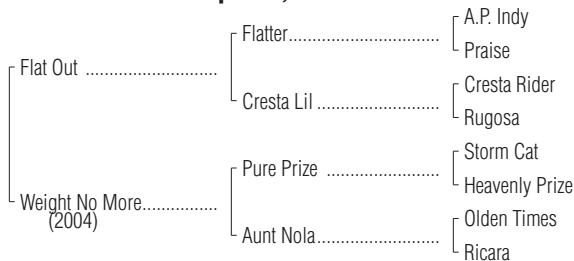 A.P. Indy
Flatter
Praise
Flat Out
Cresta Rider
Cresta Lil
Rugosa
Storm Cat
Pure Prize
Heavenly Prize
Weight No More
(2004)
Olden Times
Aunt Nola
Ricara